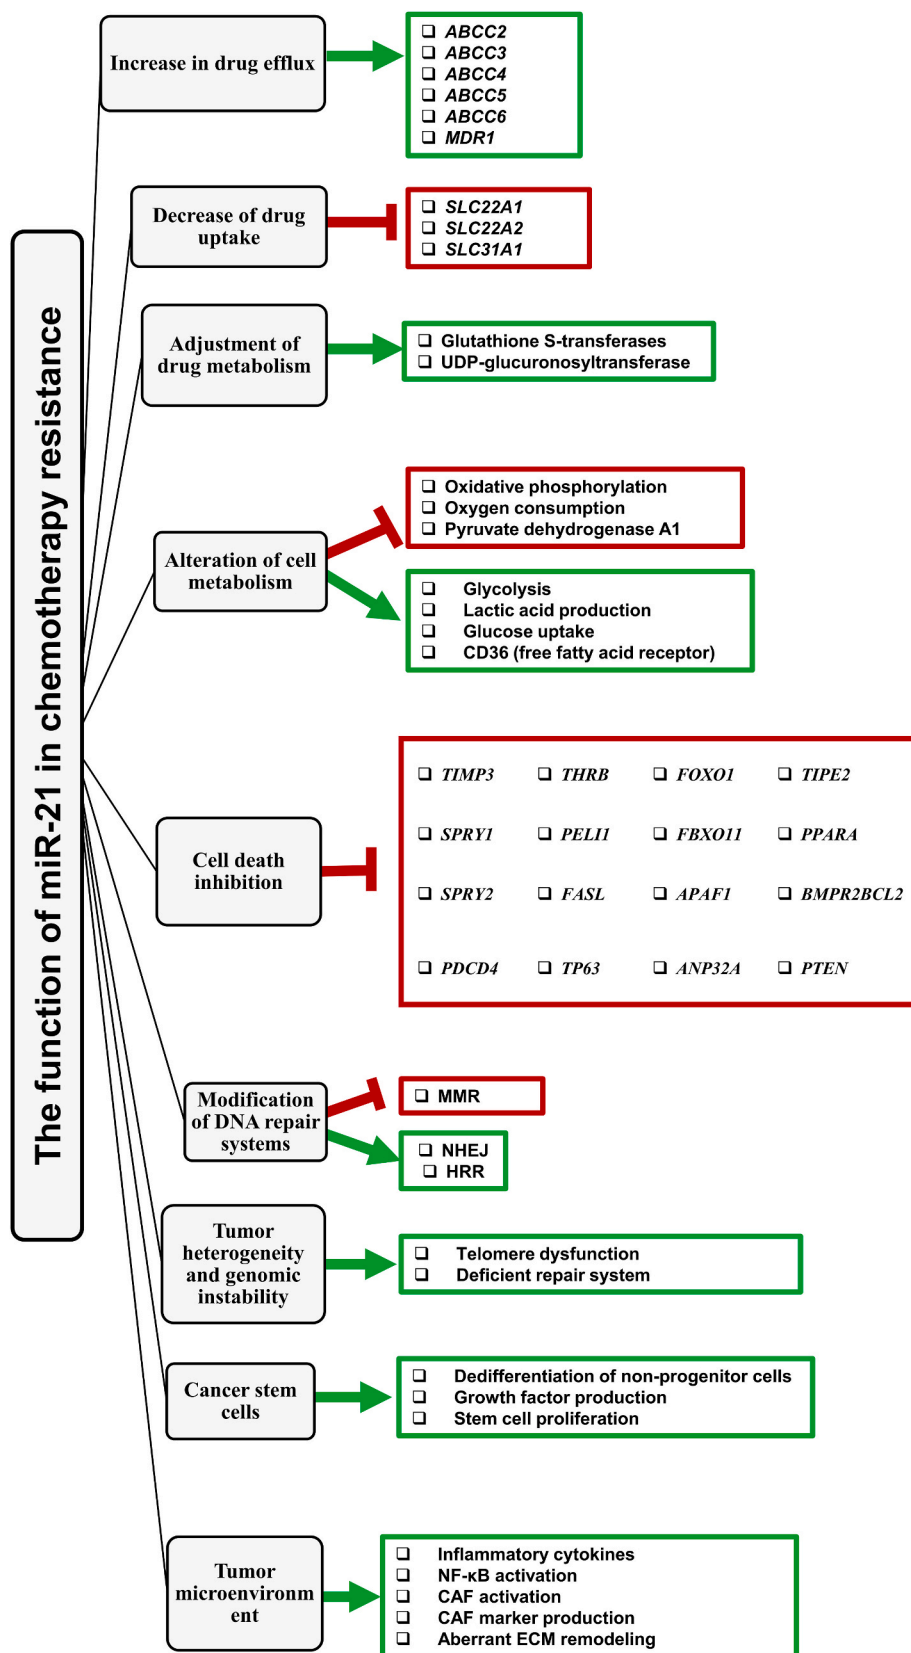 The function of miR-21 in chemotherapy resistance
Increase in drug efflux
❑ ABCC2
❑ ABCC3
❑ ABCC4
❑ ABCC5
❑ ABCC6
❑ MDR1
Decrease of drug
uptake
❑ SLC22A1
❑ SLC22A2
❑ SLC31A1
Adjustment of
drug metabolism
❑ Glutathione S-transferases
❑ UDP-glucuronosyltransferase
Alteration of cell
metabolism
❑ Oxidative phosphorylation
❑ Oxygen consumption
❑ Pyruvate dehydrogenase A1
❑ Glycolysis
❑ Lactic acid production
❑ Glucose uptake
❑ CD36 (free fatty acid receptor)
Cell death
inhibition
❑ TIMP3 ❑ THRB ❑ FOXO1 ❑ TIPE2
❑ SPRY1 ❑ PELI1 ❑ FBXO11 ❑ PPARA
❑ SPRY2 ❑ FASL ❑ APAF1 ❑ BMPR2BCL2
❑ PDCD4 ❑ TP63 ❑ ANP32A ❑ PTEN
Modification
of DNA repair
systems
❑ MMR
❑ NHEJ
❑ HRR
Tumor
heterogeneity
and genomic
instability
❑ Telomere dysfunction
❑ Deficient repair system
Cancer stem
cells
❑ Dedifferentiation of non-progenitor cells
❑ Growth factor production
❑ Stem cell proliferation
Tumor
microenvironm
ent
❑ Inflammatory cytokines
❑ NF-κB activation
❑ CAF activation
❑ CAF marker production
❑ Aberrant ECM remodeling